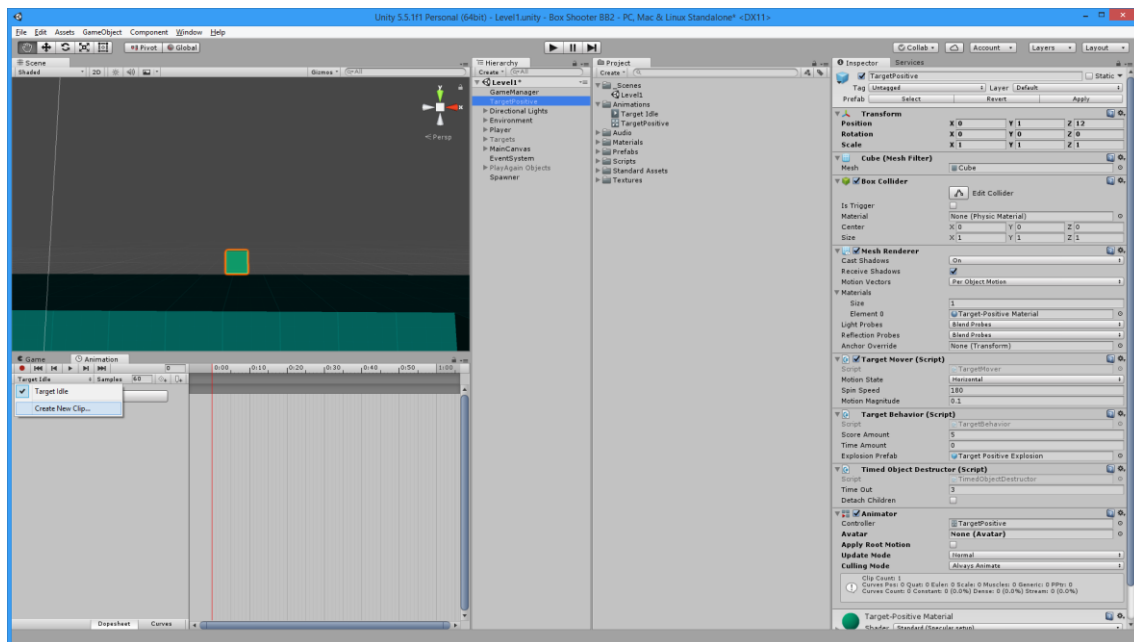 Unity 5.5.1f1 Personal (64bit) - Level1.unity - Box Shooter BB2 - PC, Mac & Linux Standalone* <DX11>
File Edit Assets GameObject Component Window Help
Pivot Global Collab Account Layers Layout
Scene
Shaded 2D Gizmos All
Persp
Hierarchy
Create All
Level1*
GameManager
TargetPositive
Directional Lights
Environment
Player
Targets
MainCanvas
EventSystem
PlayAgain Objects
Spawner
Project
Create
_Scenes
Level1
Animations
Target Idle
TargetPositive
Audio
Materials
Prefabs
Scripts
Standard Assets
Textures
Game Animation
0 0:00 0:10 0:20 0:30 0:40 0:50 1:00
Target Idle Samples 60
Target Idle
Create New Clip...
Dopesheet Curves
Inspector Services
TargetPositive Static
Tag Untagged Layer Default
Prefab Select Revert Apply
Transform
Position X 0 Y 1 Z 12
Rotation X 0 Y 0 Z 0
Scale X 1 Y 1 Z 1
Cube (Mesh Filter)
Mesh Cube
Box Collider
Edit Collider
Is Trigger
Material None (Physic Material)
Center X 0 Y 0 Z 0
Size X 1 Y 1 Z 1
Mesh Renderer
Cast Shadows On
Receive Shadows
Motion Vectors Per Object Motion
Materials
Size 1
Element 0 Target-Positive Material
Light Probes Blend Probes
Reflection Probes Blend Probes
Anchor Override None (Transform)
Target Mover (Script)
Script TargetMover
Motion State Horizontal
Spin Speed 180
Motion Magnitude 0.1
Target Behavior (Script)
Script TargetBehavior
Score Amount 5
Time Amount 0
Explosion Prefab Target Positive Explosion
Timed Object Destructor (Script)
Script TimedObjectDestructor
Time Out 3
Detach Children
Animator
Controller TargetPositive
Avatar None (Avatar)
Apply Root Motion
Update Mode Normal
Culling Mode Always Animate
Clip Count: 1
Curves Pos: 0 Quat: 0 Euler: 0 Scale: 0 Muscles: 0 Generic: 0 PPtr: 0
Curves Count: 0 Constant: 0 (0.0%) Dense: 0 (0.0%) Stream: 0 (0.0%)
Target-Positive Material
Shader Standard (Specular setup)